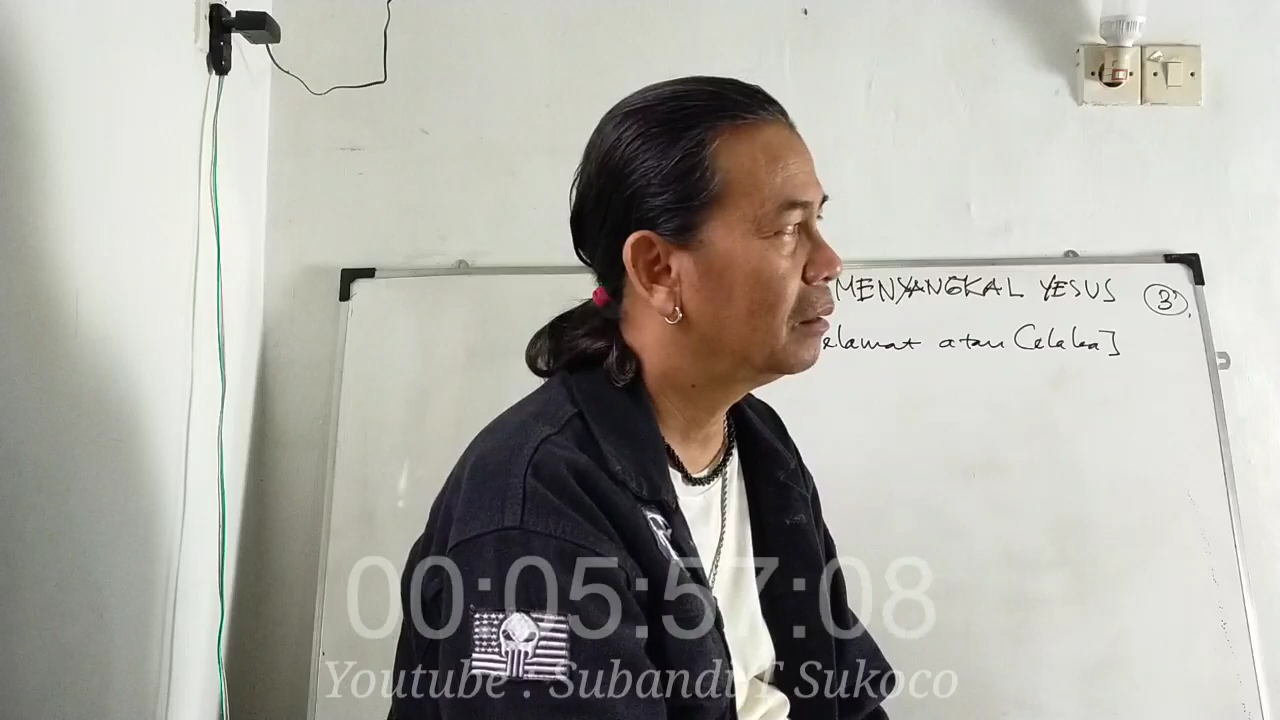 MENYANGKAL YESUS 3
elamat atau Celaka]
00:05:57:08
Youtube . Subandi T Sukoco